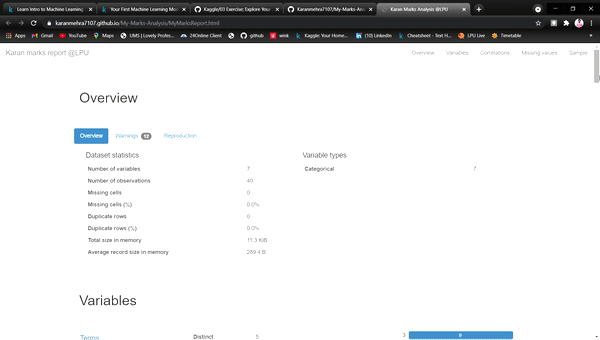 Learn Intro to Machine Learning
Your First Machine Learning Mo
Kaggle/03 Exercise; Explore Your
Karanmehra7107/My-Marks-An
Karan Marks Analysis @LPU
karanmehra7107.github.io/My-Marks-Analysis/MyMarksReport.html
Apps
Gmail
YouTube
Maps
UMS | Lovely Profes...
24Online Client
github
wink
Kaggle: Your Home...
(10) LinkedIn
Cheatsheet - Text H...
LPU Live
Timetable
Karan marks report @LPU
Overview Variables Correlations Missing values Sample
Overview
Overview Warnings 12 Reproduction
Dataset statistics
Number of variables 7
Number of observations 40
Missing cells 0
Missing cells (%) 0.0%
Duplicate rows 0
Duplicate rows (%) 0.0%
Total size in memory 11.3 KiB
Average record size in memory 289.4 B
Variable types
Categorical 7
Variables
Terms Distinct 5
3 8